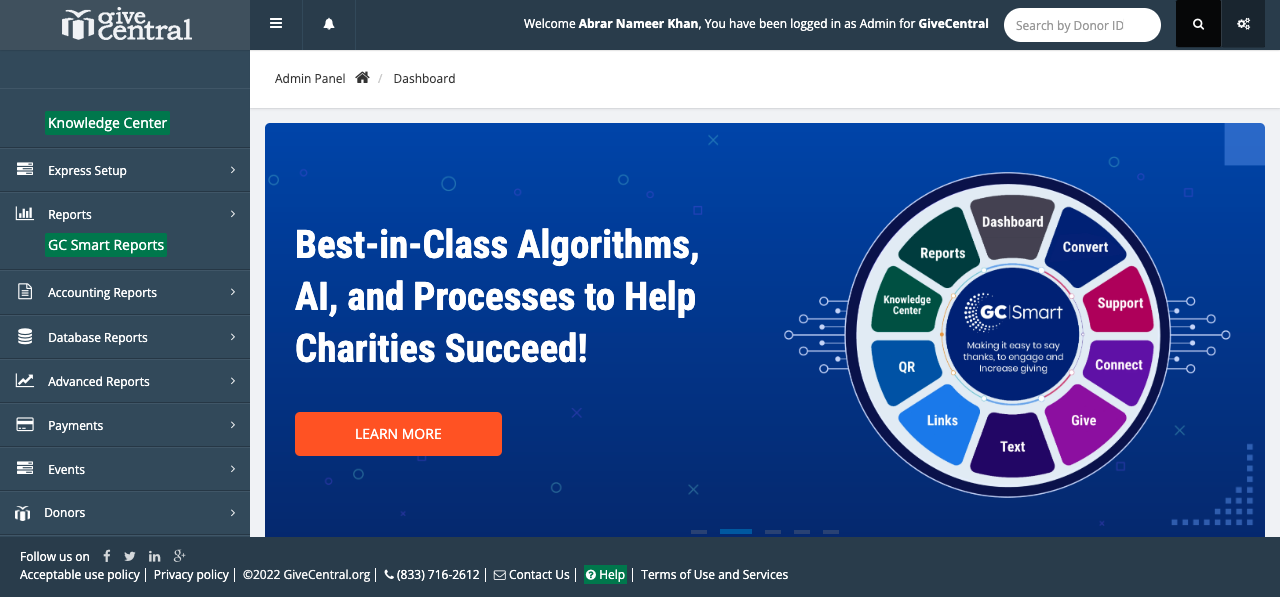 give central
Welcome Abrar Nameer Khan, You have been logged in as Admin for GiveCentral
Search by Donor ID
Admin Panel / Dashboard
Knowledge Center
Express Setup
Reports
GC Smart Reports
Accounting Reports
Database Reports
Advanced Reports
Payments
Events
Donors
Best-in-Class Algorithms,
AI, and Processes to Help
Charities Succeed!
LEARN MORE
Dashboard
Convert
Support
Connect
Give
Text
Links
QR
Knowledge
Center
Reports
GC|Smart
Making it easy to say
thanks, to engage and
Increase giving
Follow us on
Acceptable use policy | Privacy policy | ©2022 GiveCentral.org | (833) 716-2612 | Contact Us | Help | Terms of Use and Services